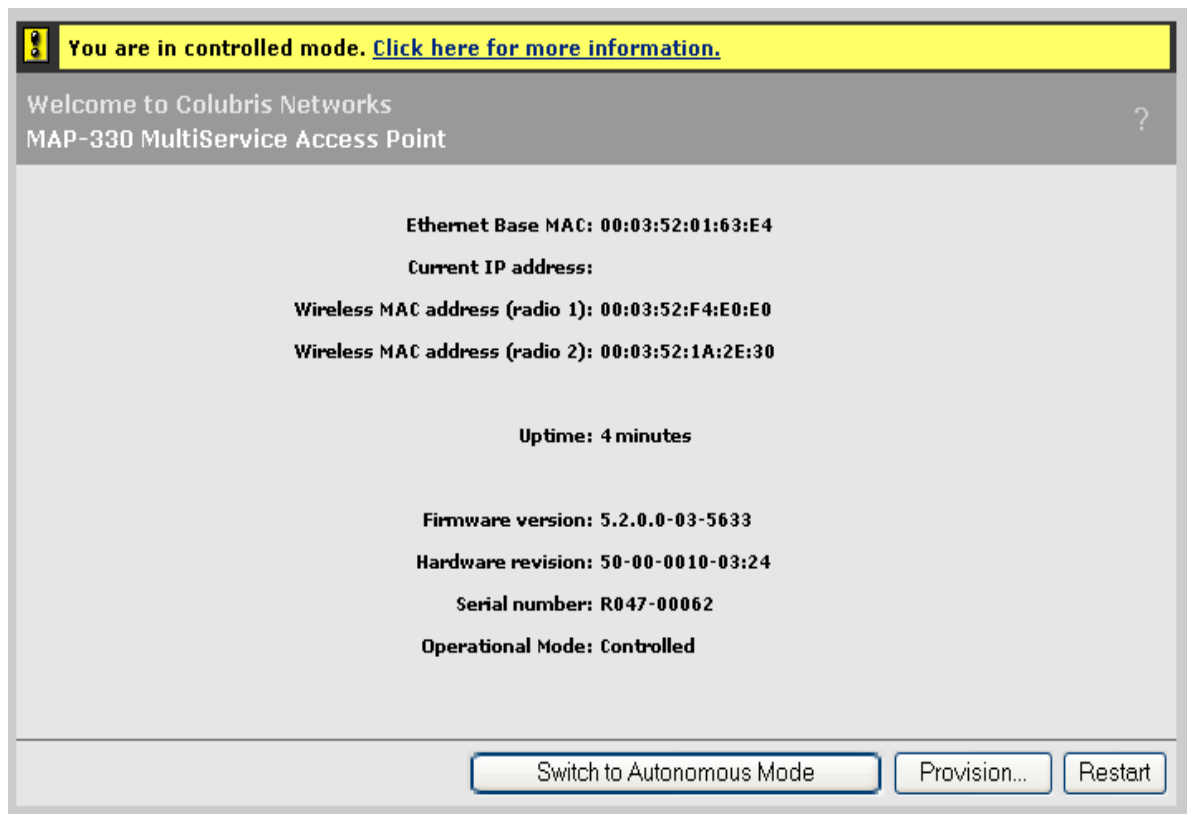 You are in controlled mode. Click here for more information.
Welcome to Colubris Networks
MAP-330 MultiService Access Point
?
Ethernet Base MAC: 00:03:52:01:63:E4
Current IP address:
Wireless MAC address (radio 1): 00:03:52:F4:E0:E0
Wireless MAC address (radio 2): 00:03:52:1A:2E:30
Uptime: 4 minutes
Firmware version: 5.2.0.0-03-5633
Hardware revision: 50-00-0010-03:24
Serial number: R047-00062
Operational Mode: Controlled
Switch to Autonomous Mode Provision... Restart